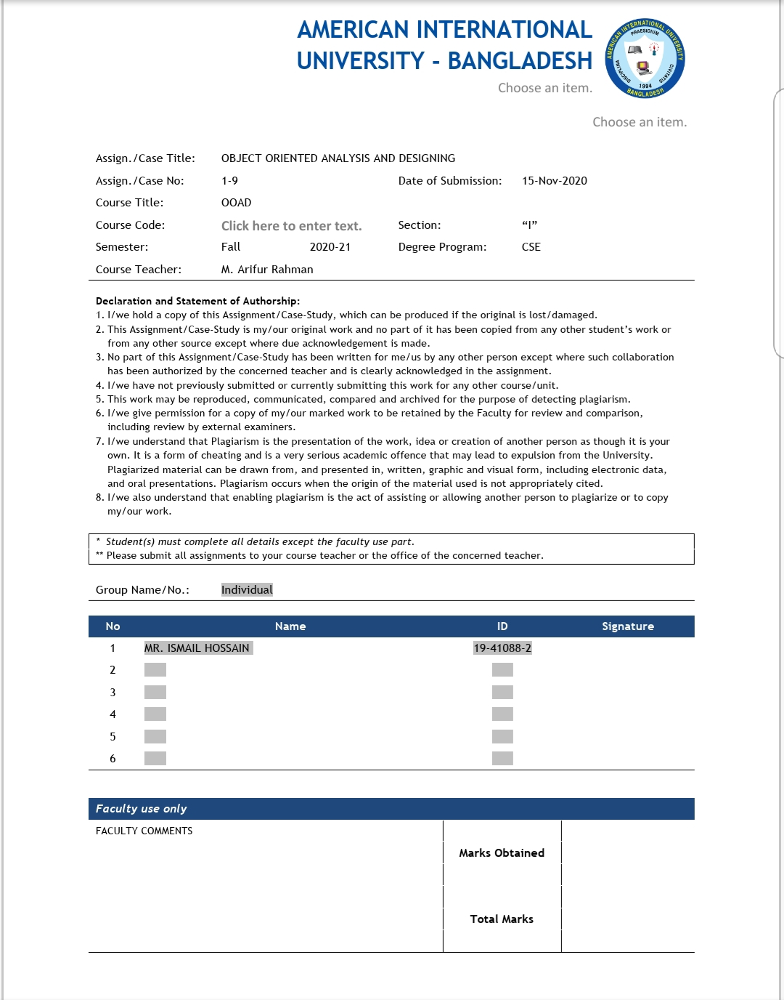 AMERICAN INTERNATIONAL
UNIVERSITY - BANGLADESH
Choose an item.
AMERICAN INTERNATIONAL UNIVERSITY
PRAESIDIUM
DISCIPLINA
CIVITATIS
1994
BANGLADESH
Choose an item.
Assign./Case Title: OBJECT ORIENTED ANALYSIS AND DESIGNING
Assign./Case No: 1-9 Date of Submission: 15-Nov-2020
Course Title: OOAD
Course Code: Click here to enter text. Section: “I”
Semester: Fall 2020-21 Degree Program: CSE
Course Teacher: M. Arifur Rahman
Declaration and Statement of Authorship:
1. I/we hold a copy of this Assignment/Case-Study, which can be produced if the original is lost/damaged.
2. This Assignment/Case-Study is my/our original work and no part of it has been copied from any other student’s work or
from any other source except where due acknowledgement is made.
3. No part of this Assignment/Case-Study has been written for me/us by any other person except where such collaboration
has been authorized by the concerned teacher and is clearly acknowledged in the assignment.
4. I/we have not previously submitted or currently submitting this work for any other course/unit.
5. This work may be reproduced, communicated, compared and archived for the purpose of detecting plagiarism.
6. I/we give permission for a copy of my/our marked work to be retained by the Faculty for review and comparison,
including review by external examiners.
7. I/we understand that Plagiarism is the presentation of the work, idea or creation of another person as though it is your
own. It is a form of cheating and is a very serious academic offence that may lead to expulsion from the University.
Plagiarized material can be drawn from, and presented in, written, graphic and visual form, including electronic data,
and oral presentations. Plagiarism occurs when the origin of the material used is not appropriately cited.
8. I/we also understand that enabling plagiarism is the act of assisting or allowing another person to plagiarize or to copy
my/our work.
* Student(s) must complete all details except the faculty use part.
** Please submit all assignments to your course teacher or the office of the concerned teacher.
Group Name/No.: Individual
No Name ID Signature
1 MR. ISMAIL HOSSAIN 19-41088-2
2
3
4
5
6
Faculty use only
FACULTY COMMENTS
Marks Obtained
Total Marks